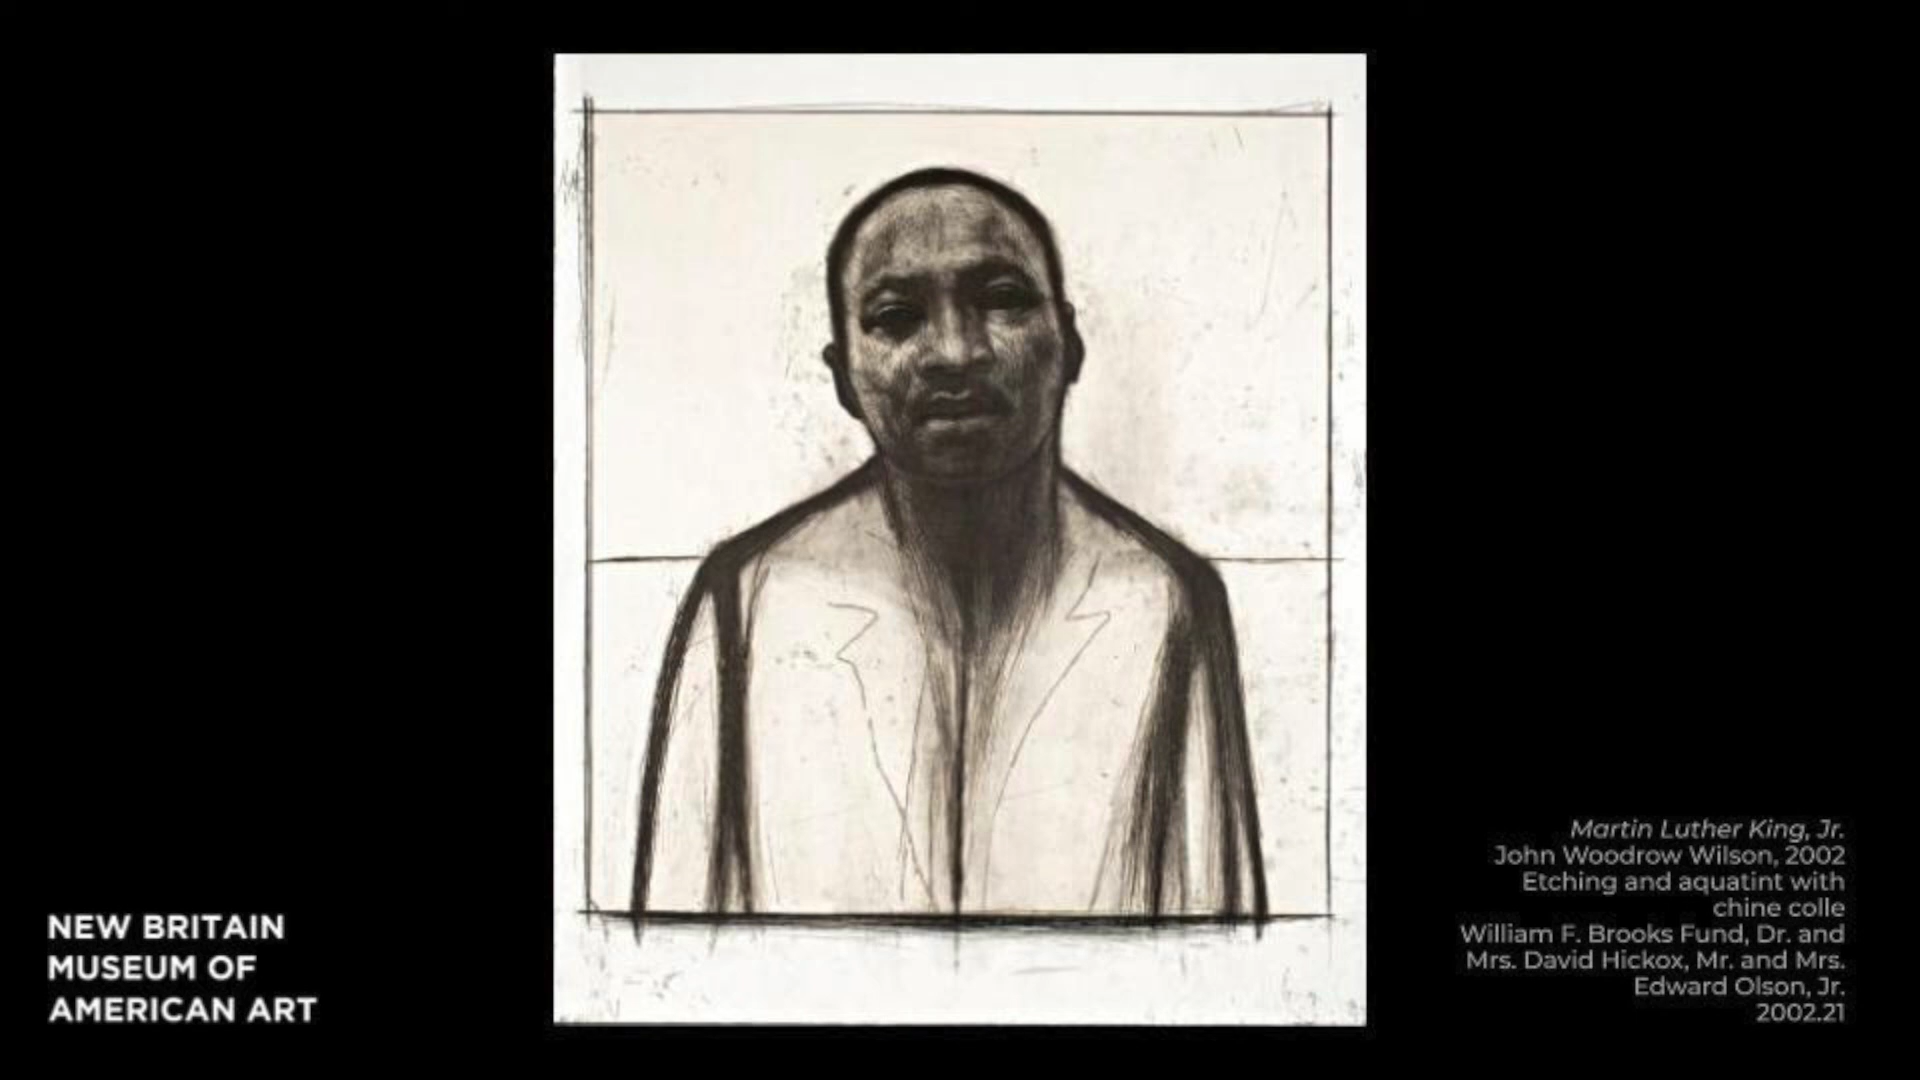 NEW BRITAIN
MUSEUM OF
AMERICAN ART
Martin Luther King, Jr.
John Woodrow Wilson, 2002
Etching and aquatint with
chine colle
William F. Brooks Fund, Dr. and
Mrs. David Hickox, Mr. and Mrs.
Edward Olson, Jr.
2002.21